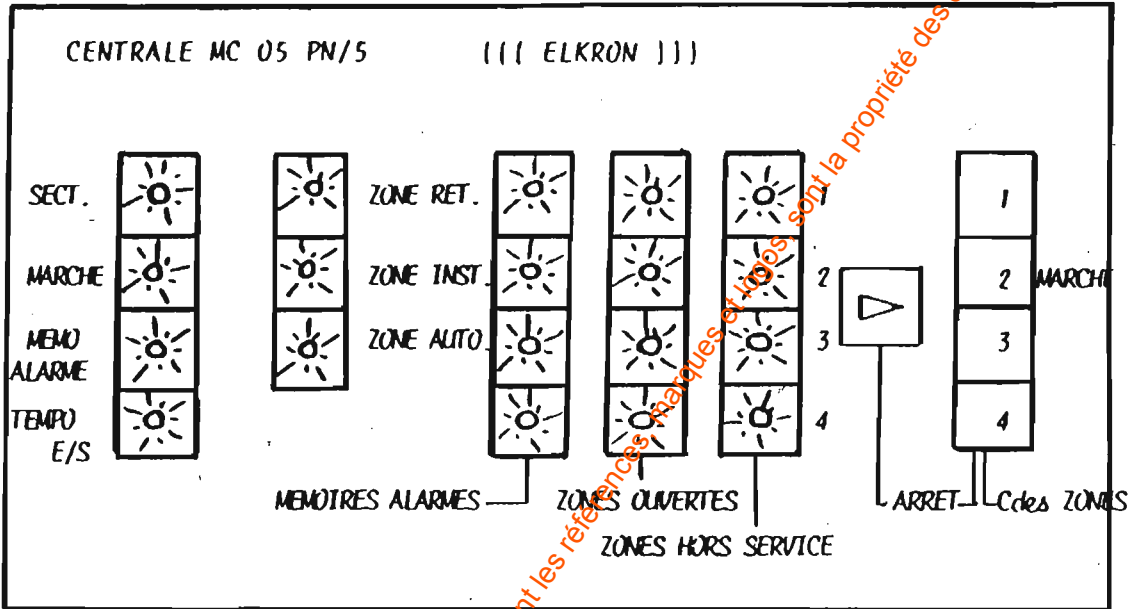 CENTRALE MC 05 PN/5
((( ELKRON )))
SECT.
ZONE RET.
1
1
MARCHE
ZONE INST.
2
2
MARCHE
MEMO
ALARME
ZONE AUTO
3
3
TEMPO
E/S
4
4
MEMOIRES ALARMES
ZONES OUVERTES
ARRET
Cdes ZONES
ZONES HORS SERVICE
nt les références, marques et logos, sont la propriété des